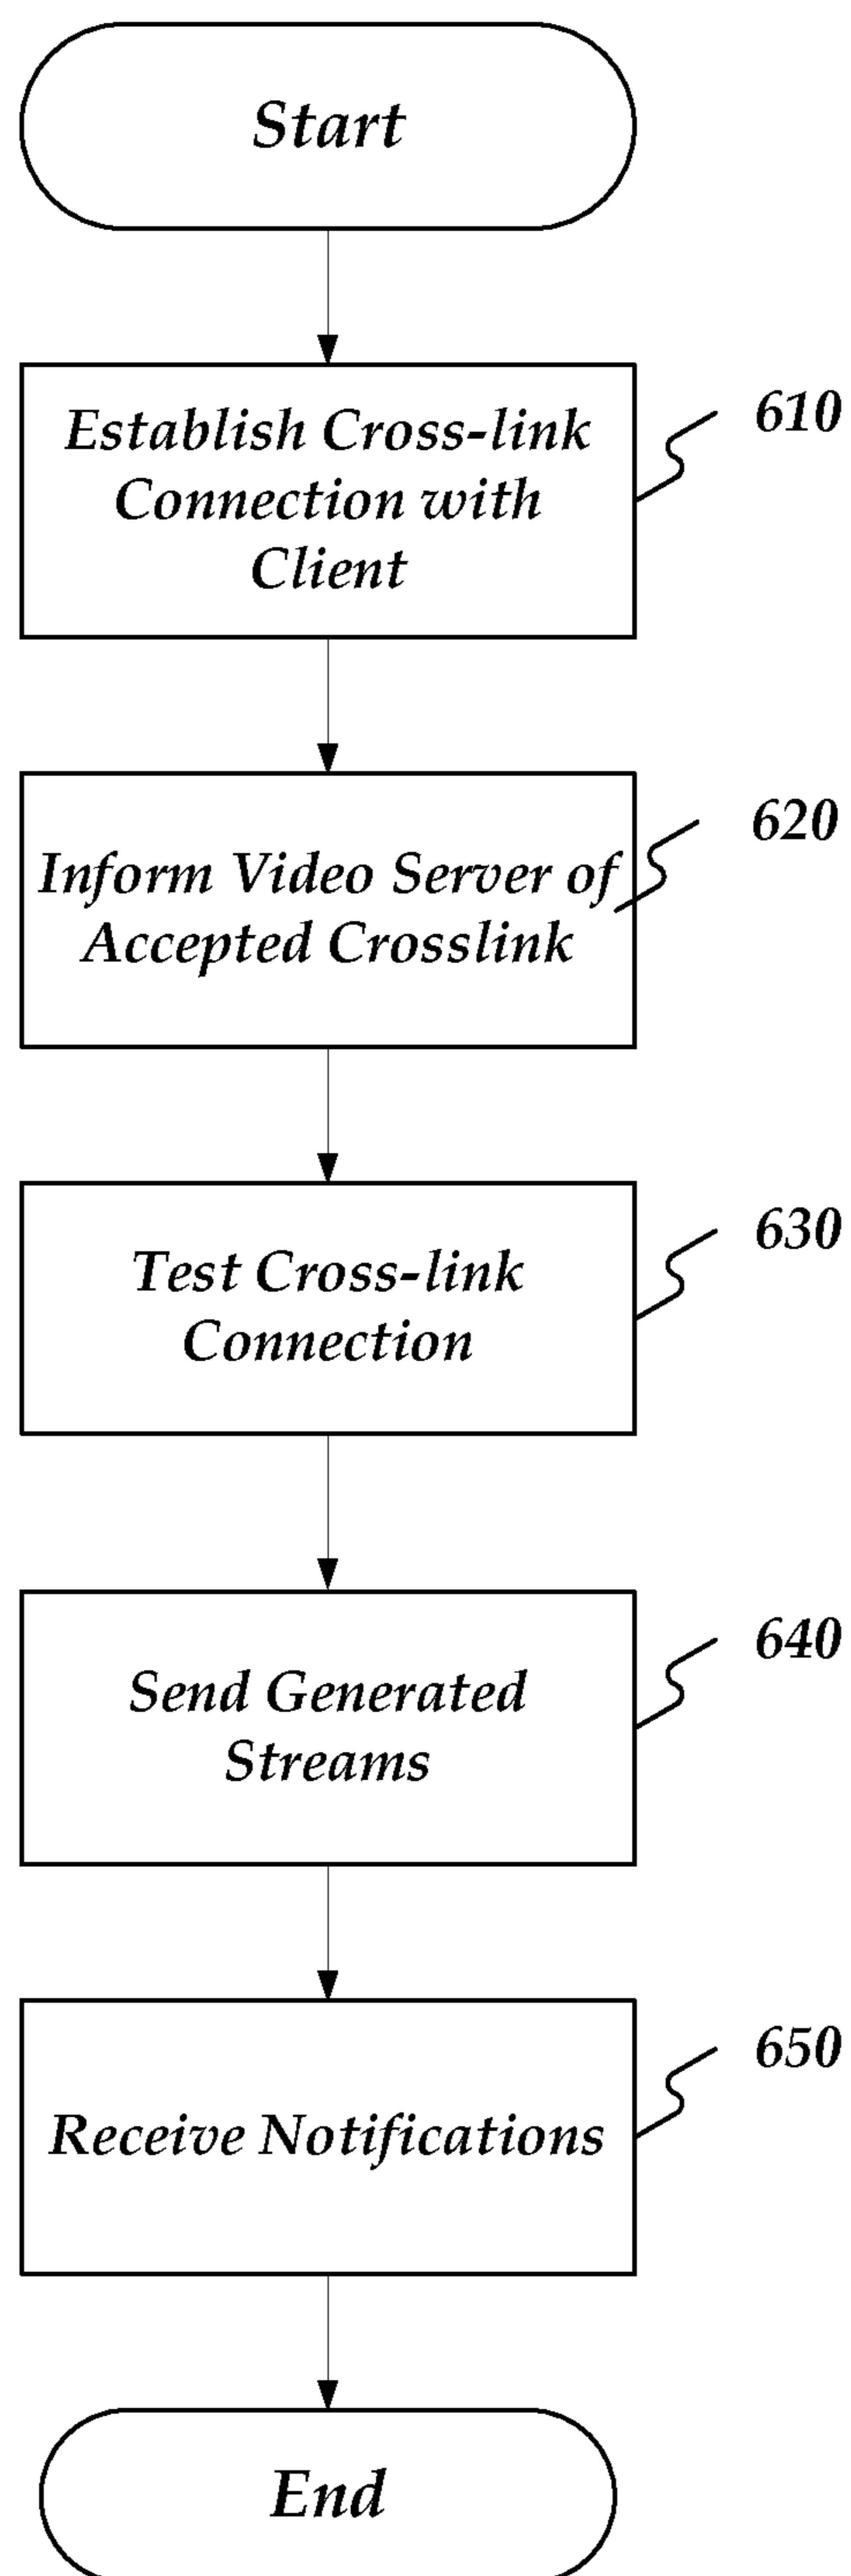 Start
Establish Cross-link
Connection with
Client
610
Inform Video Server of
Accepted Crosslink
620
Test Cross-link
Connection
630
Send Generated
Streams
640
Receive Notifications
650
End